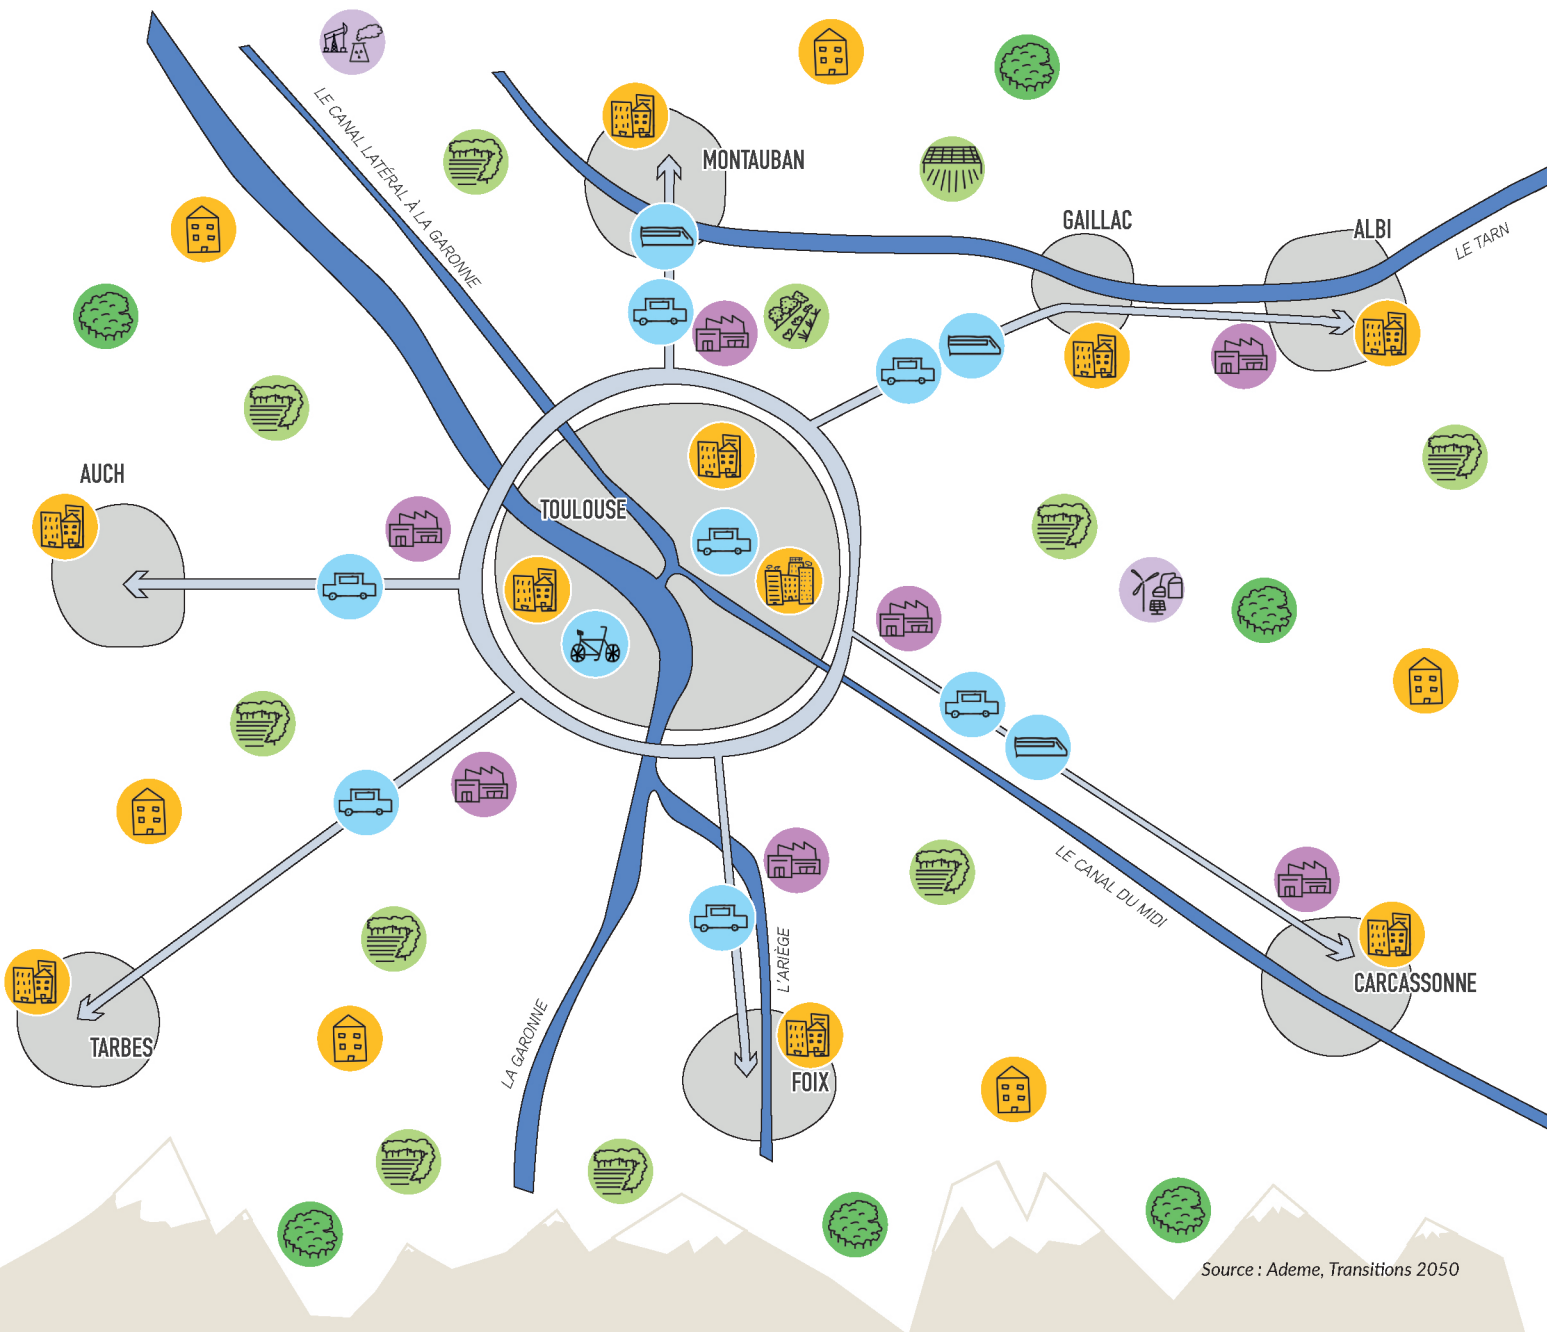 LE CANAL LATÉRAL À LA GARONNE
MONTAUBAN
GAILLAC
ALBI
LE TARN
AUCH
TOULOUSE
LE CANAL DU MIDI
L'ARIÈGE
CARCASSONNE
LA GARONNE
TARBES
FOIX
Source : Ademe, Transitions 2050